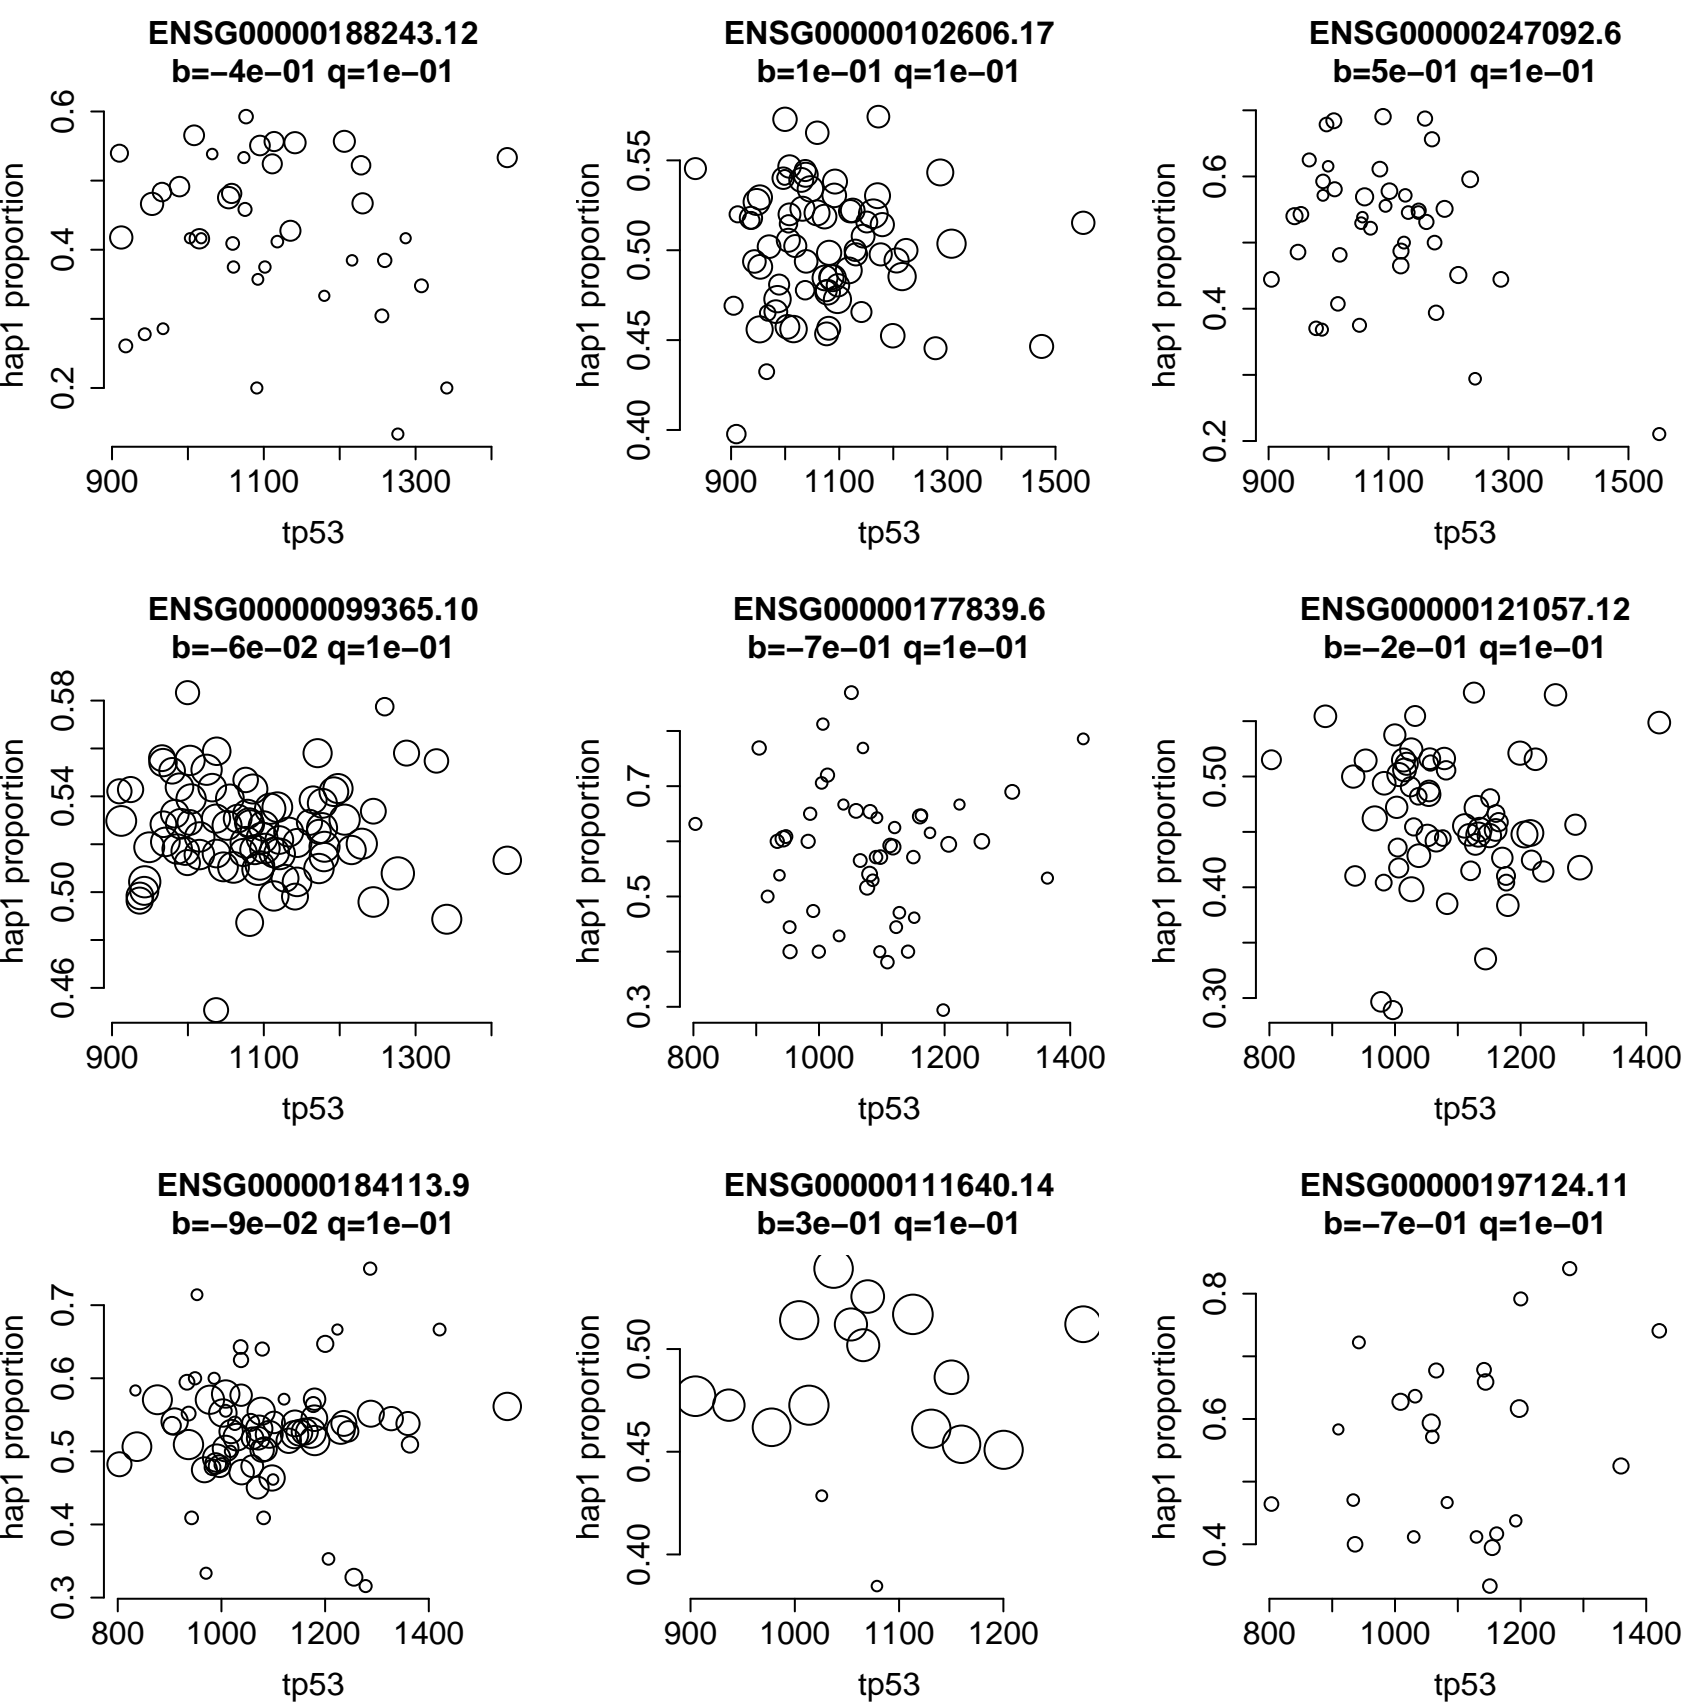 ENSG00000188243.12
b=−4e−01 q=1e−01
hap1 proportion
0.2 0.4 0.6
900 1100 1300
tp53
ENSG00000102606.17
b=1e−01 q=1e−01
hap1 proportion
0.40 0.45 0.50 0.55
900 1100 1300 1500
tp53
ENSG00000247092.6
b=5e−01 q=1e−01
hap1 proportion
0.2 0.4 0.6
900 1100 1300 1500
tp53
ENSG00000099365.10
b=−6e−02 q=1e−01
hap1 proportion
0.46 0.50 0.54 0.58
900 1100 1300
tp53
ENSG00000177839.6
b=−7e−01 q=1e−01
hap1 proportion
0.3 0.5 0.7
800 1000 1200 1400
tp53
ENSG00000121057.12
b=−2e−01 q=1e−01
hap1 proportion
0.30 0.40 0.50
800 1000 1200 1400
tp53
ENSG00000184113.9
b=−9e−02 q=1e−01
hap1 proportion
0.3 0.4 0.5 0.6 0.7
800 1000 1200 1400
tp53
ENSG00000111640.14
b=3e−01 q=1e−01
hap1 proportion
0.40 0.45 0.50
900 1000 1100 1200
tp53
ENSG00000197124.11
b=−7e−01 q=1e−01
hap1 proportion
0.4 0.6 0.8
800 1000 1200 1400
tp53